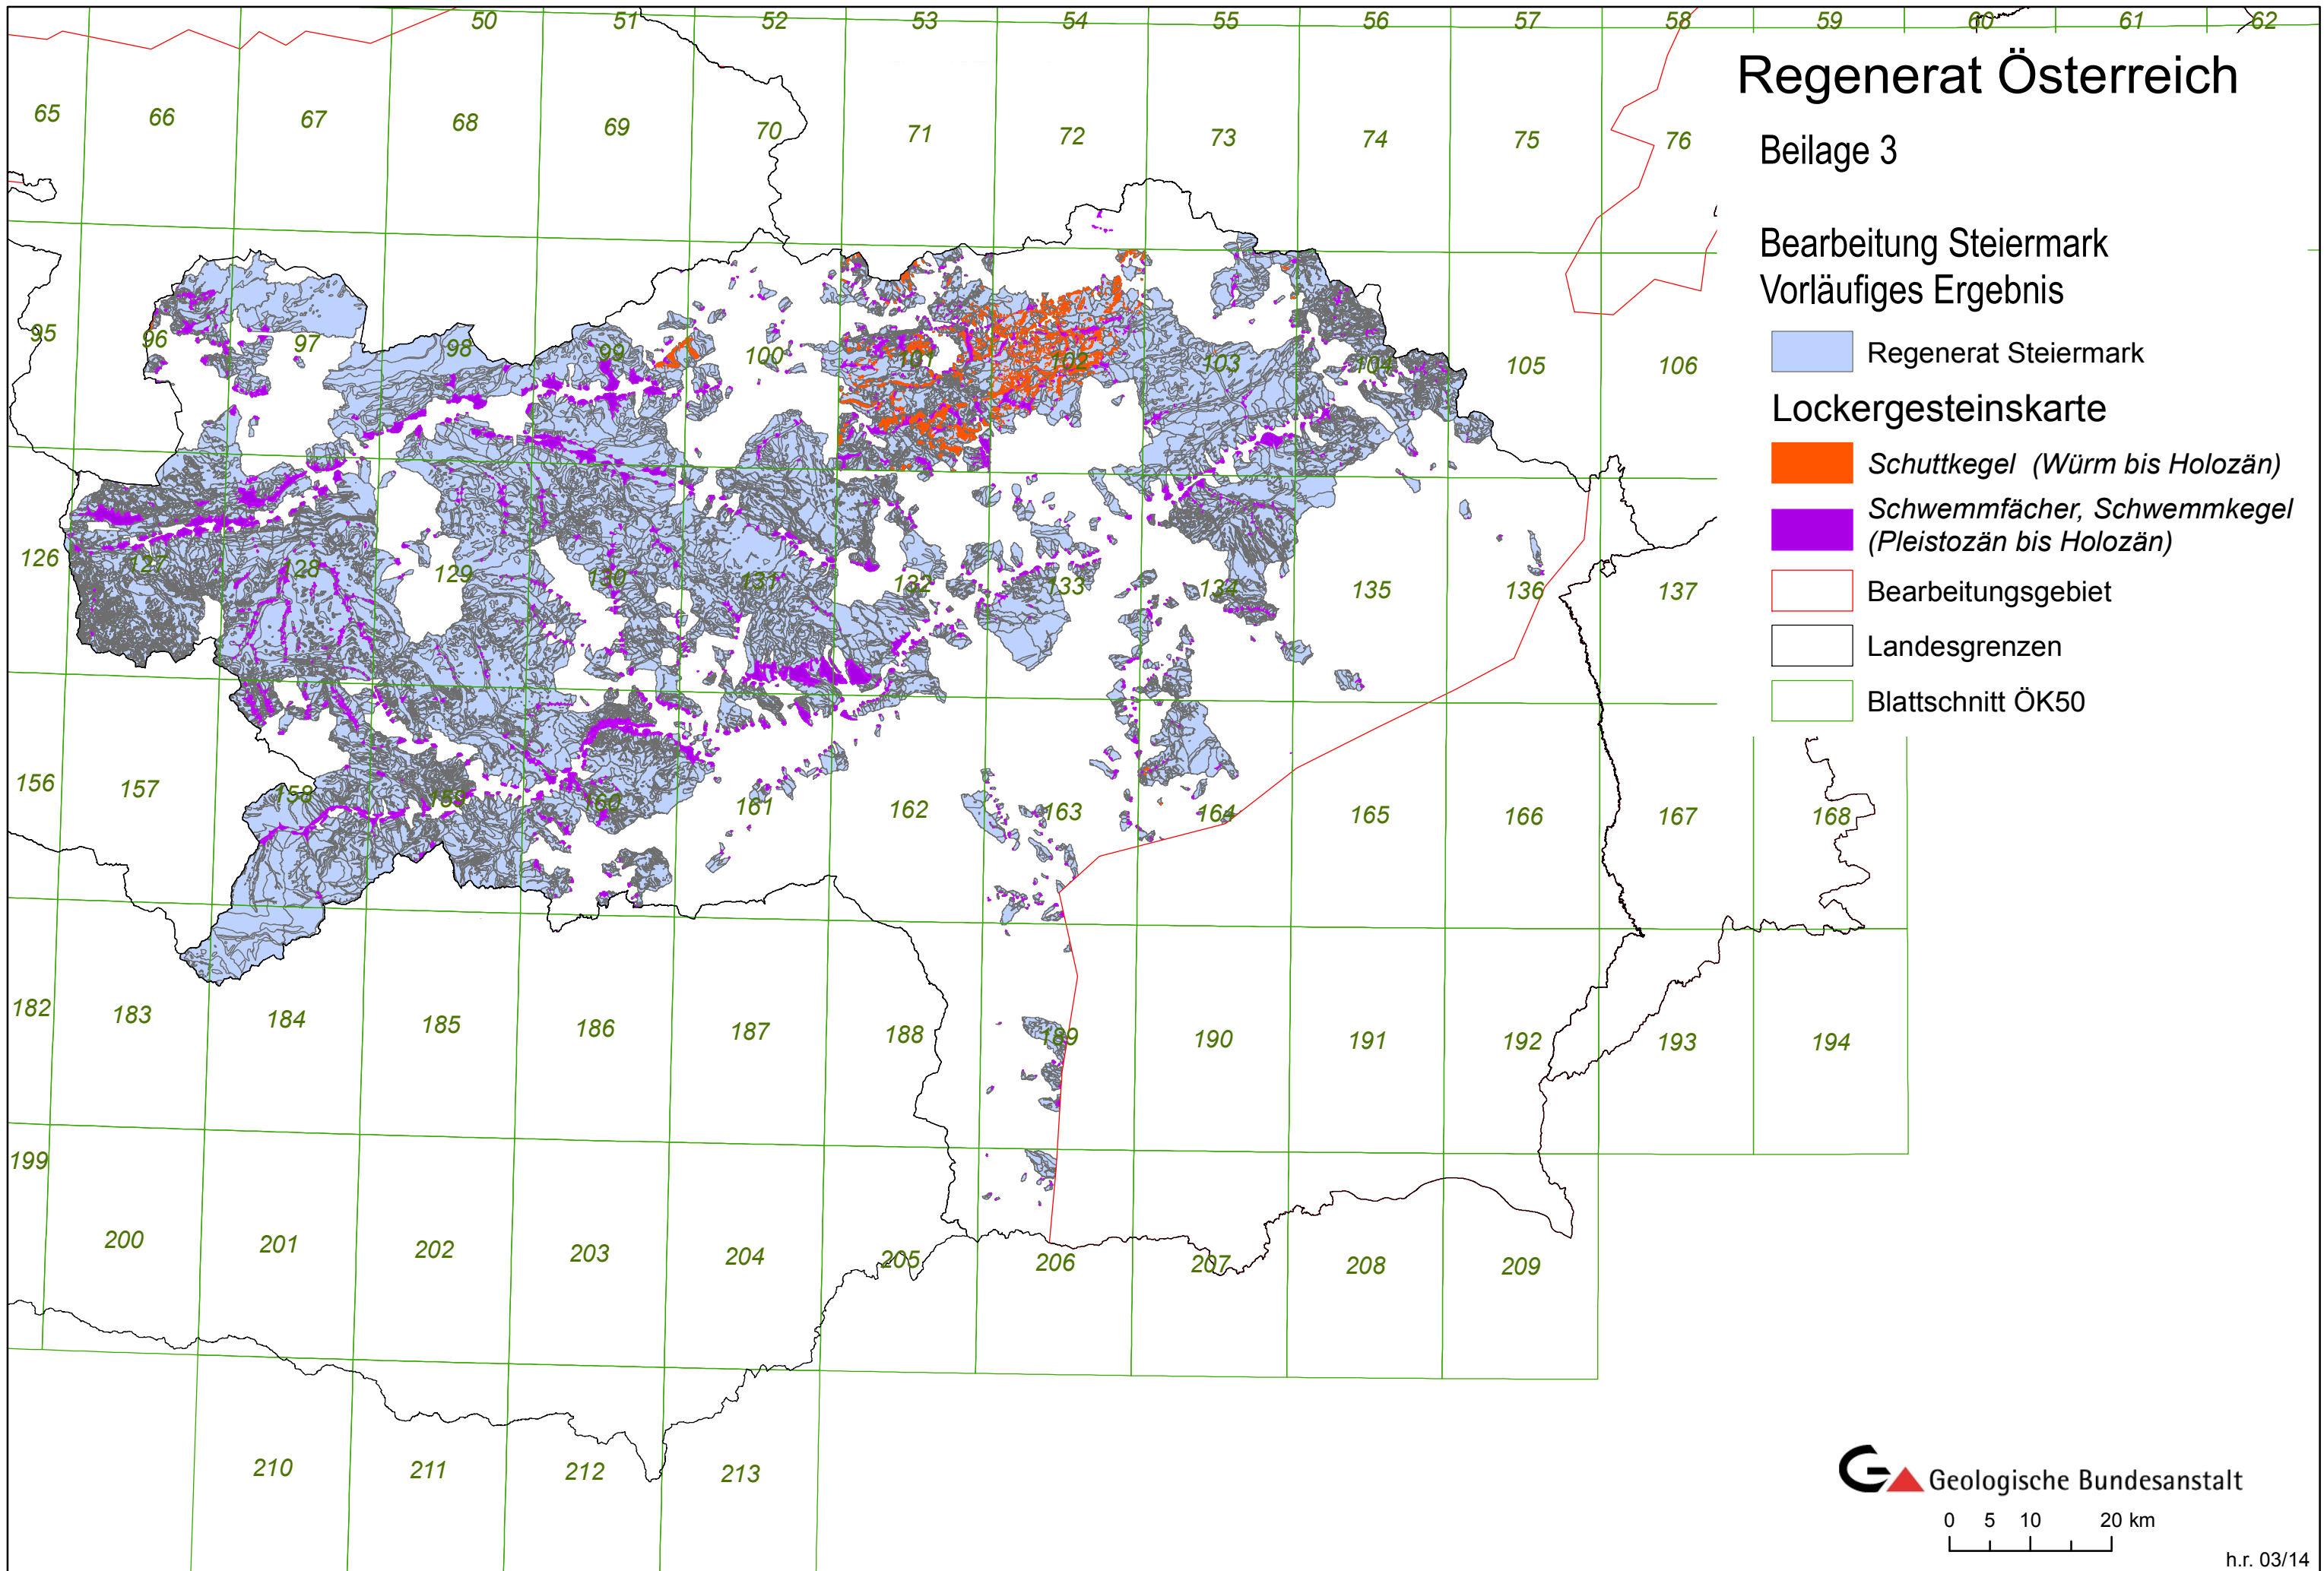 50 51 52 53 54 55 56 57 58 59 60 61 62
Regenerat Österreich
65 66 67 68 69 70 71 72 73 74 75 76
Beilage 3
Bearbeitung Steiermark
Vorläufiges Ergebnis
Regenerat Steiermark
Lockergesteinskarte
Schuttkegel (Würm bis Holozän)
Schwemmfächer, Schwemmkegel
(Pleistozän bis Holozän)
Bearbeitungsgebiet
Landesgrenzen
Blattschnitt ÖK50
95 96 97 98 99 100 101 102 103 104 105 106
126 127 128 129 130 131 132 133 134 135 136 137
156 157 158 159 160 161 162 163 164 165 166 167 168
182 183 184 185 186 187 188 189 190 191 192 193 194
199 200 201 202 203 204 205 206 207 208 209
210 211 212 213
Geologische Bundesanstalt
0 5 10 20 km
h.r. 03/14